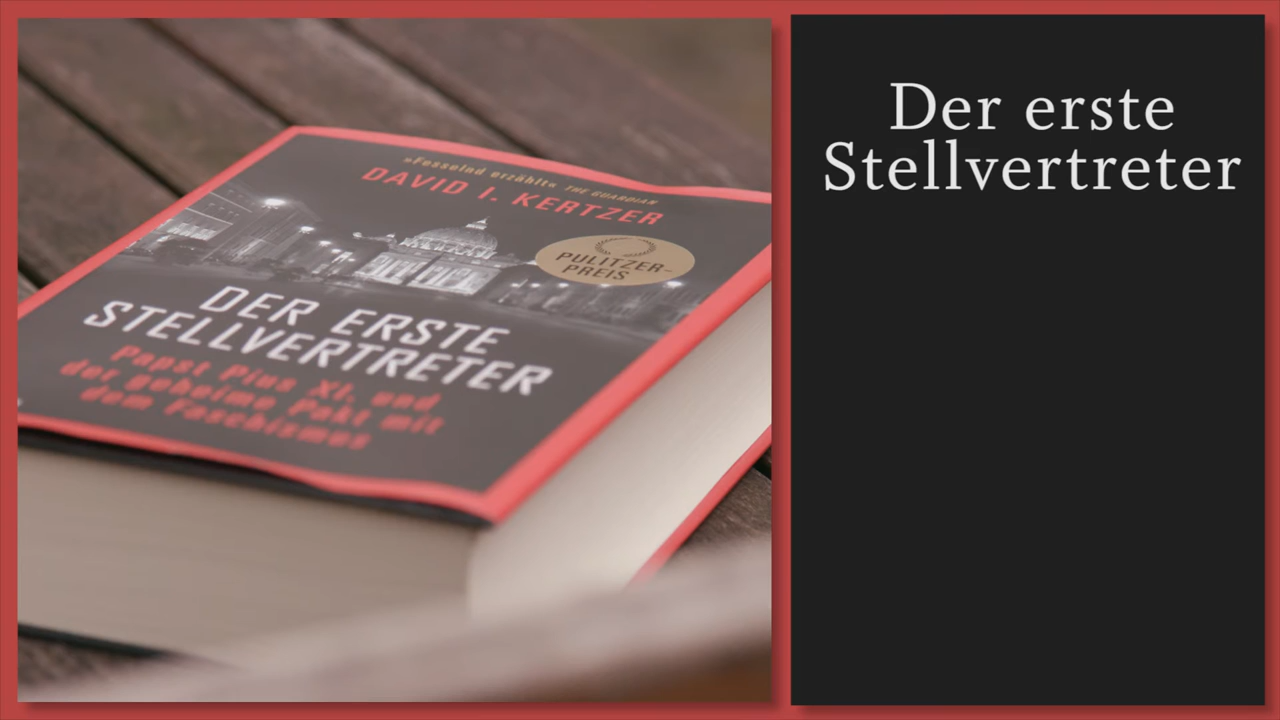 »Fesselnd erzählt« THE GUARDIAN
DAVID I. KERTZER
PULITZER-
PREIS
DER ERSTE
STELLVERTRETER
Papst Pius XI. und
der geheime Pakt mit
dem Faschismus
Der erste
Stellvertreter